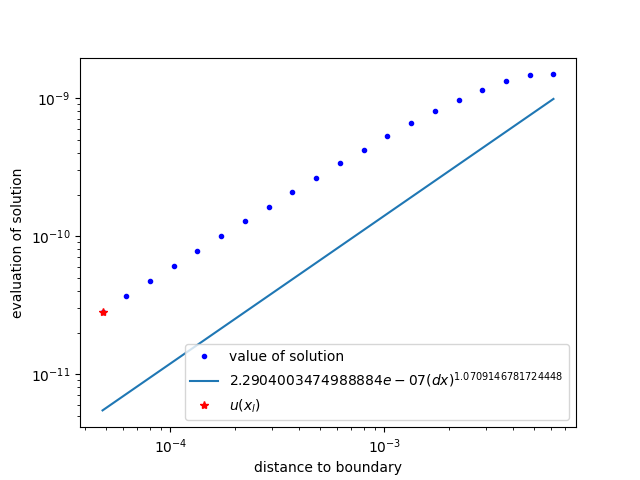 evaluation of solution
10⁻⁹
10⁻¹⁰
10⁻¹¹
value of solution
2.2904003474988884e − 07(dx)^1.0709146781724448
u(x_l)
10⁻⁴
10⁻³
distance to boundary